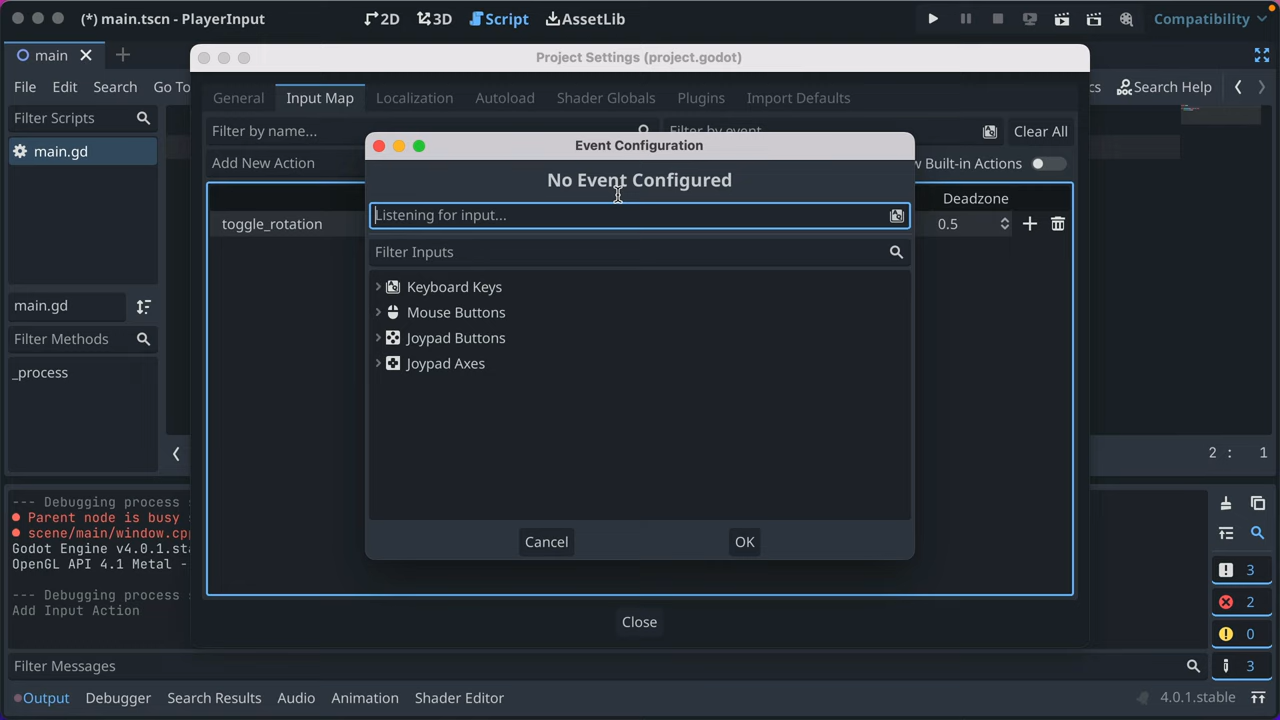 (*) main.tscn - PlayerInput
2D
3D
Script
AssetLib
Compatibility
main
Project Settings (project.godot)
File Edit Search Go To
Search Help
General
Input Map
Localization
Autoload
Shader Globals
Plugins
Import Defaults
Filter Scripts
Filter by name...
Filter by event
Clear All
Event Configuration
main.gd
Add New Action
w Built-in Actions
No Event Configured
Deadzone
Listening for input...
toggle_rotation
0.5
Filter Inputs
Keyboard Keys
Mouse Buttons
Joypad Buttons
Joypad Axes
main.gd
Filter Methods
_process
2 : 1
--- Debugging process
Parent node is busy
scene/main/window.cpp
Godot Engine v4.0.1.sta
OpenGL API 4.1 Metal -
--- Debugging process
Add Input Action
Cancel
OK
Close
3
2
0
3
Filter Messages
Output
Debugger
Search Results
Audio
Animation
Shader Editor
4.0.1.stable